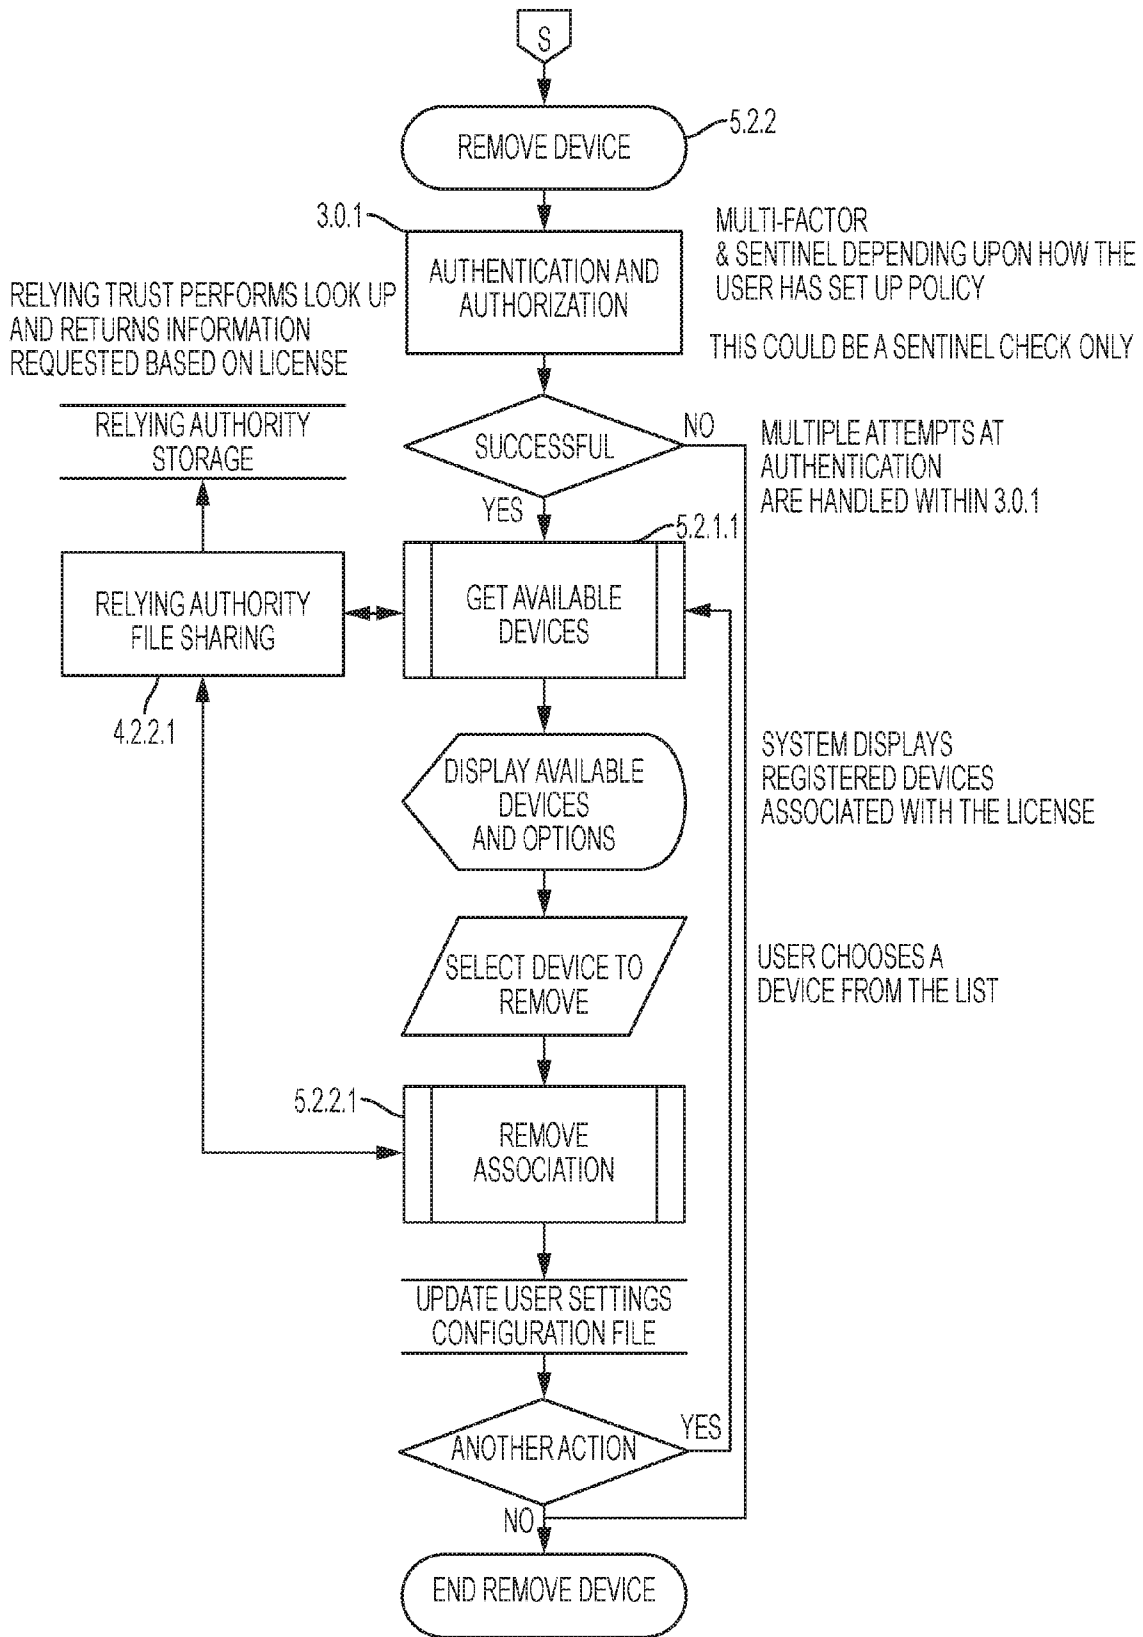 S
REMOVE DEVICE
5.2.2
3.0.1
AUTHENTICATION AND
AUTHORIZATION
MULTI-FACTOR
& SENTINEL DEPENDING UPON HOW THE
USER HAS SET UP POLICY
THIS COULD BE A SENTINEL CHECK ONLY
RELYING TRUST PERFORMS LOOK UP
AND RETURNS INFORMATION
REQUESTED BASED ON LICENSE
RELYING AUTHORITY
STORAGE
SUCCESSFUL
NO
YES
MULTIPLE ATTEMPTS AT
AUTHENTICATION
ARE HANDLED WITHIN 3.0.1
5.2.1.1
RELYING AUTHORITY
FILE SHARING
4.2.2.1
GET AVAILABLE
DEVICES
DISPLAY AVAILABLE
DEVICES
AND OPTIONS
SYSTEM DISPLAYS
REGISTERED DEVICES
ASSOCIATED WITH THE LICENSE
SELECT DEVICE TO
REMOVE
USER CHOOSES A
DEVICE FROM THE LIST
5.2.2.1
REMOVE
ASSOCIATION
UPDATE USER SETTINGS
CONFIGURATION FILE
ANOTHER ACTION
YES
NO
END REMOVE DEVICE